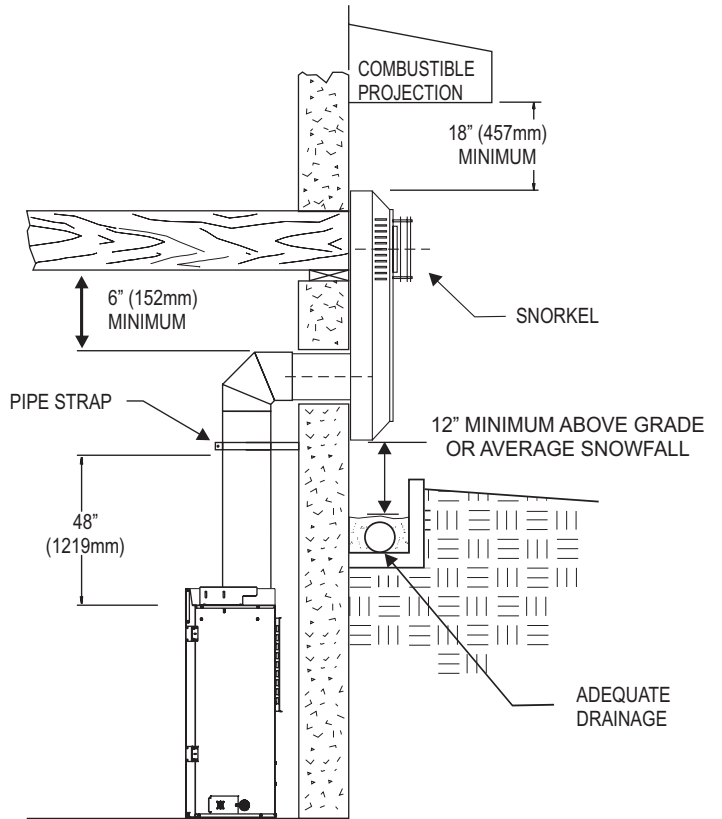 COMBUSTIBLE
PROJECTION
18” (457mm)
MINIMUM
6” (152mm)
MINIMUM
SNORKEL
PIPE STRAP
12” MINIMUM ABOVE GRADE
OR AVERAGE SNOWFALL
48”
(1219mm)
ADEQUATE
DRAINAGE